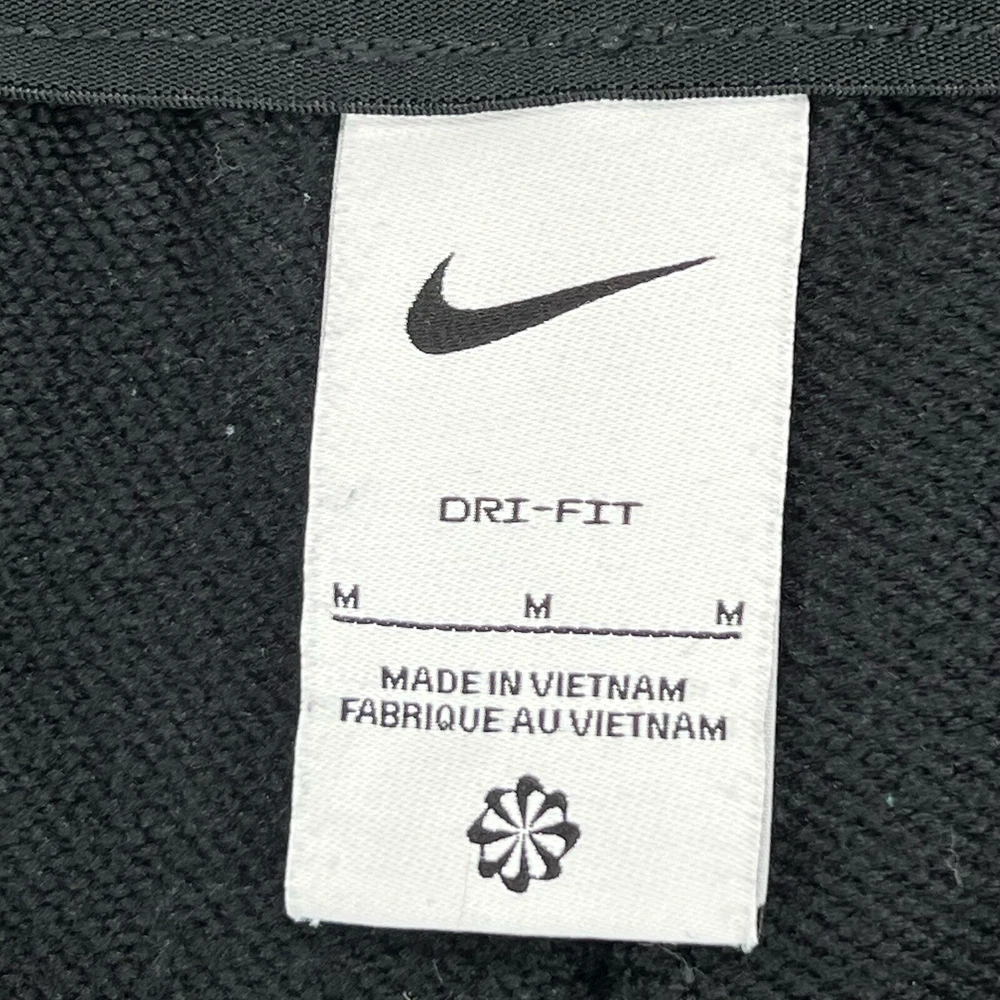 DRI-FIT
M M M
MADE IN VIETNAM
FABRIQUE AU VIETNAM